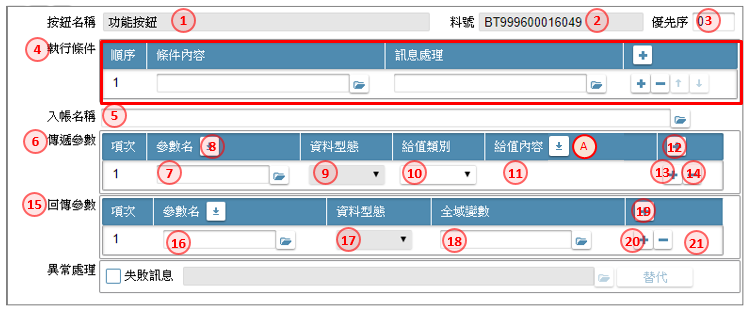 按鈕名稱 功能按鈕 1 料號 BT999600016049 2 優先序 0 3
4 執行條件
順序 條件內容 訊息處理
1
入帳名稱 5
6 傳遞參數
項次 參數名 8 資料型態 給值類別 給值內容 A 12
1 7 9 10 11 13 14
15 回傳參數
項次 參數名 資料型態 全域變數 19
1 16 17 18 20 21
異常處理 失敗訊息 替代